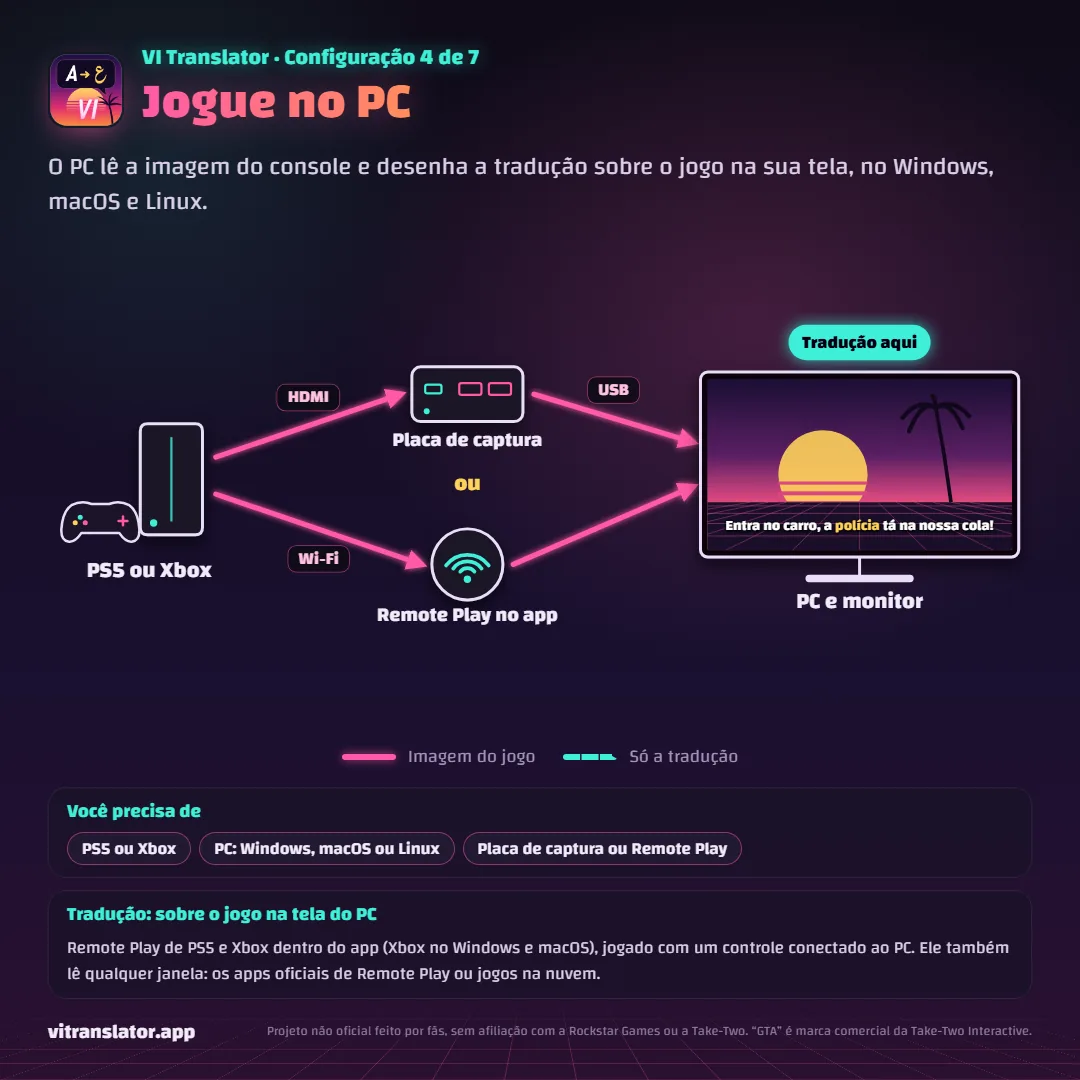 A→ع
VI
VI Translator · Configuração 4 de 7
Jogue no PC
O PC lê a imagem do console e desenha a tradução sobre o jogo na sua tela, no Windows,
macOS e Linux.
Tradução aqui
HDMI
USB
Placa de captura
ou
Entra no carro, a polícia tá na nossa cola!
Wi-Fi
PS5 ou Xbox
Remote Play no app
PC e monitor
Imagem do jogo
Só a tradução
Você precisa de
PS5 ou Xbox
PC: Windows, macOS ou Linux
Placa de captura ou Remote Play
Tradução: sobre o jogo na tela do PC
Remote Play de PS5 e Xbox dentro do app (Xbox no Windows e macOS), jogado com um controle conectado ao PC. Ele também
lê qualquer janela: os apps oficiais de Remote Play ou jogos na nuvem.
vitranslator.app
Projeto não oficial feito por fãs, sem afiliação com a Rockstar Games ou a Take-Two. “GTA” é marca comercial da Take-Two Interactive.